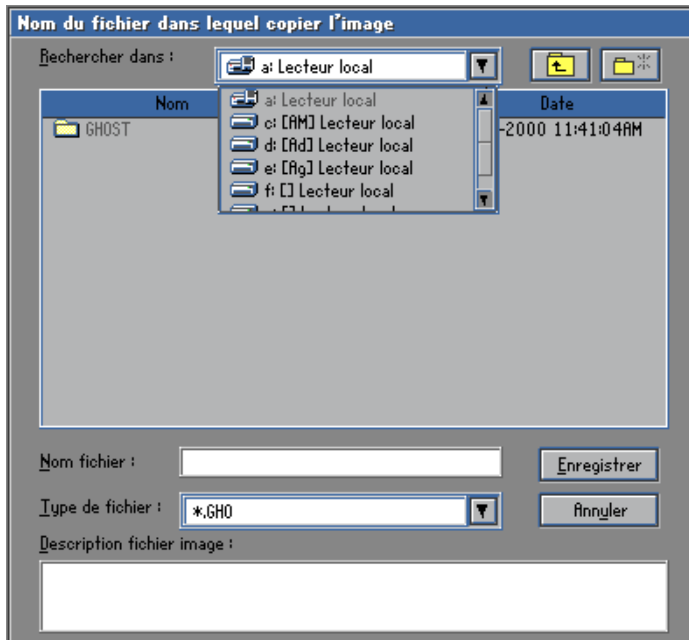 Nom du fichier dans lequel copier l'image
Rechercher dans :
a: Lecteur local
Nom
Date
a: Lecteur local
c: [AM] Lecteur local
d: [Ad] Lecteur local
e: [Ag] Lecteur local
f: [] Lecteur local
GHOST
-2000 11:41:04AM
Nom fichier :
Enregistrer
Type de fichier :
*.GHO
Annuler
Description fichier image :